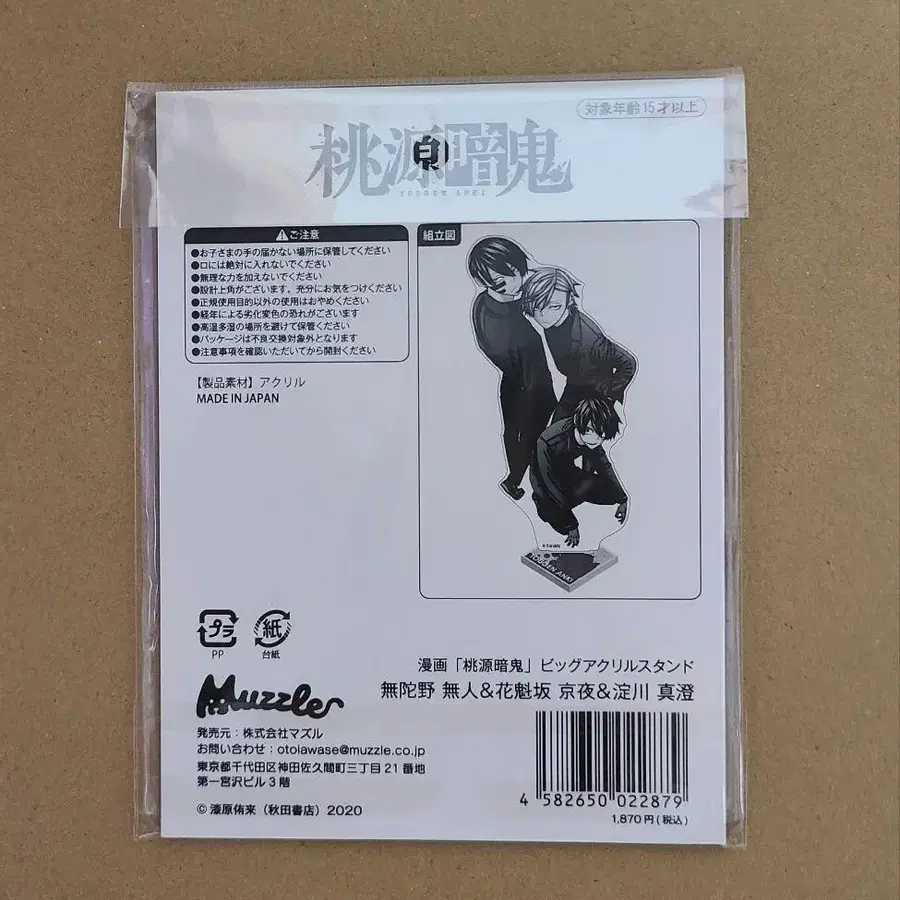 対象年齢15才以上
桃源暗鬼
TOUGEN ANKI
⚠ご注意
●お子さまの手の届かない場所に保管してください
●口には絶対に入れないでください
●無理な力を加えないでください
●設計上角がございます。充分にお気をつけください
●正規使用目的以外の使用はおやめください
●経年による劣化変色の恐れがございます
●高温多湿の場所を避けて保管ください
●パッケージは不良交換対象外となります
●注意事項を確認いただいてから開封ください
組立図
TOUGEN ANKI
【製品素材】アクリル
MADE IN JAPAN
プラ
PP
紙
台紙
漫画「桃源暗鬼」ビッグアクリルスタンド
無陀野 無人&花魁坂 京夜&淀川 真澄
Muzzle
発売元:株式会社マズル
お問い合わせ:otoiawase@muzzle.co.jp
東京都千代田区神田佐久間町三丁目21番地
第一宮沢ビル3階
©漆原侑来(秋田書店)2020
4 582650 022879
1,870円(税込)